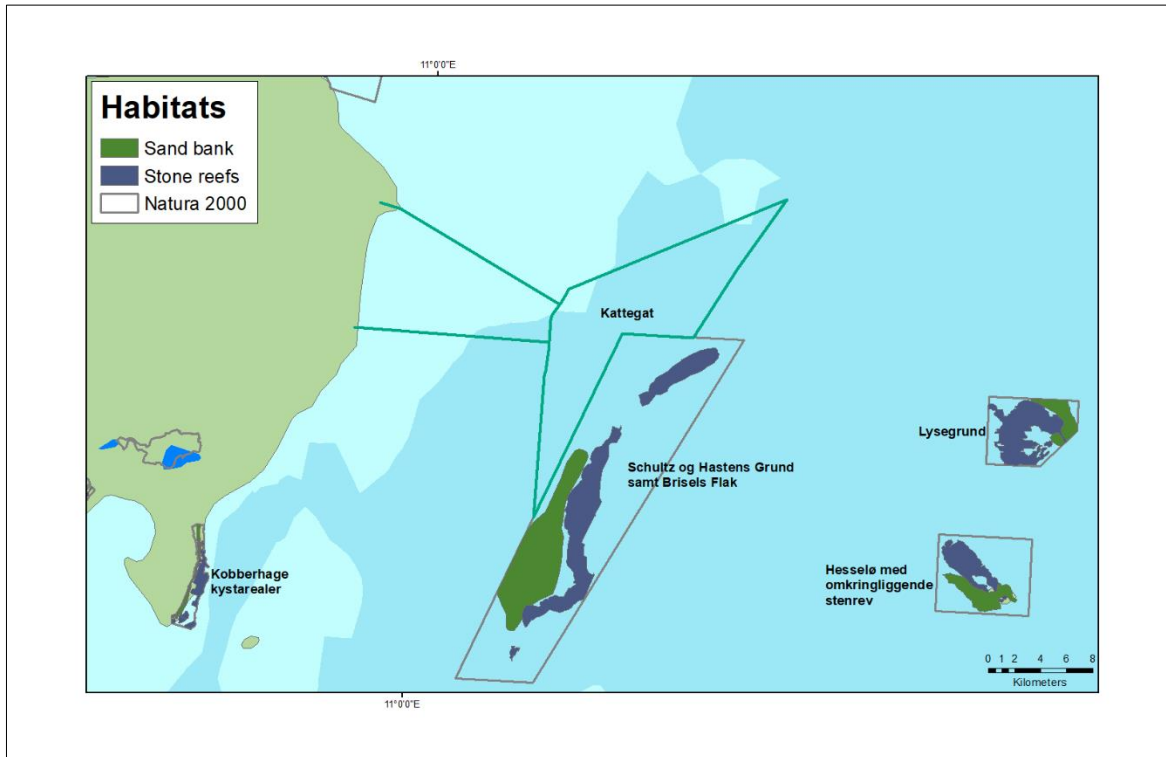 11°0'0"E
Habitats
Sand bank
Stone reefs
Natura 2000
Kattegat
Lysegrund
Schultz og Hastens Grund
samt Brisels Flak
Hesselø med
omkringliggende
stenrev
Kobberhage
kystarealer
0 1 2 4 6 8
Kilometers
11°0'0"E